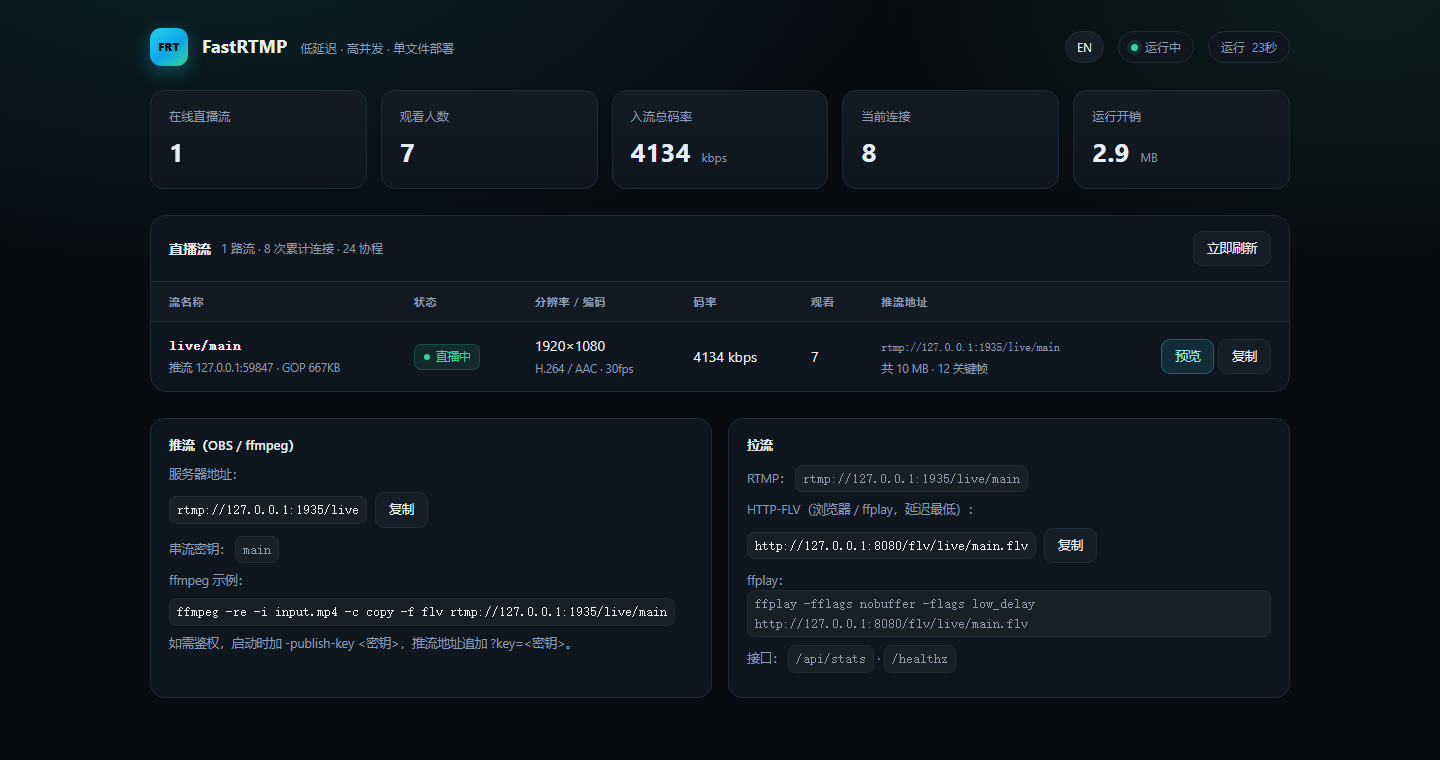 FRT FastRTMP 低延迟 · 高并发 · 单文件部署 EN 运行中 运行 23秒
在线直播流 观看人数 入流总码率 当前连接 运行开销
1 7 4134 kbps 8 2.9 MB
直播流 1 路流 · 8 次累计连接 · 24 协程 立即刷新
流名称 状态 分辨率 / 编码 码率 观看 推流地址
live/main 直播中 1920×1080 4134 kbps 7 rtmp://127.0.0.1:1935/live/main 预览 复制
推流 127.0.0.1:59847 · GOP 667KB H.264 / AAC · 30fps 共 10 MB · 12 关键帧
推流（OBS / ffmpeg）
服务器地址：
rtmp://127.0.0.1:1935/live 复制
串流密钥： main
ffmpeg 示例：
ffmpeg -re -i input.mp4 -c copy -f flv rtmp://127.0.0.1:1935/live/main
如需鉴权，启动时加 -publish-key <密钥>，推流地址追加 ?key=<密钥>。
拉流
RTMP： rtmp://127.0.0.1:1935/live/main
HTTP-FLV（浏览器 / ffplay，延迟最低）：
http://127.0.0.1:8080/flv/live/main.flv 复制
ffplay：
ffplay -fflags nobuffer -flags low_delay
http://127.0.0.1:8080/flv/live/main.flv
接口： /api/stats · /healthz